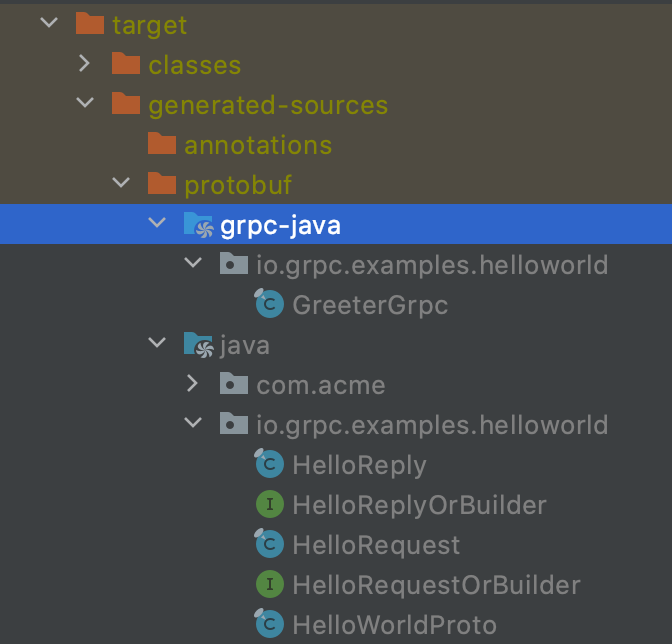 target
classes
generated-sources
annotations
protobuf
grpc-java
io.grpc.examples.helloworld
C GreeterGrpc
java
com.acme
io.grpc.examples.helloworld
C HelloReply
I HelloReplyOrBuilder
C HelloRequest
I HelloRequestOrBuilder
C HelloWorldProto